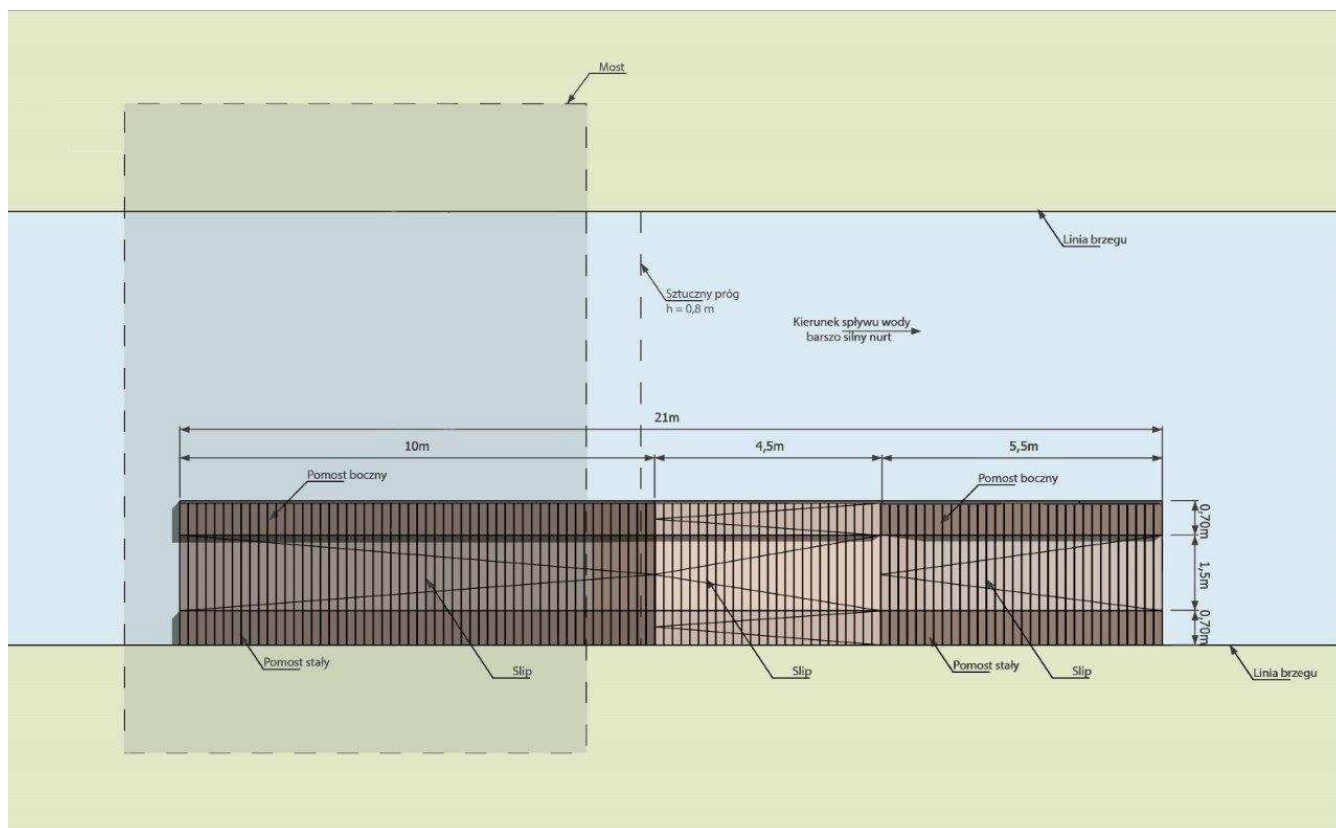 Most
Linia brzegu
Sztuczny próg
h = 0,8 m
Kierunek spływu wody
barszo silny nurt
21m
10m
4,5m
5,5m
Pomost boczny
Pomost boczny
0,70m
1,5m
0,70m
Pomost stały
Slip
Slip
Pomost stały
Slip
Linia brzegu